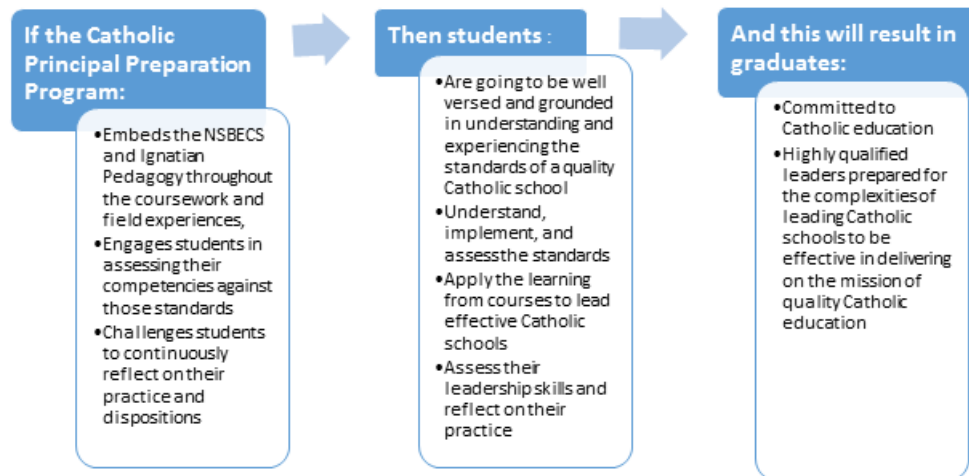 If the Catholic
Principal Preparation
Program:
•Embeds the NSBECS
and Ignatian
Pedagogy throughout
the coursework and
field experiences,
•Engages students in
assessing their
competencies against
those standards
•Challenges students
to continuously
reflect on their
practice and
dispositions
Then students :
•Are going to be well
versed and grounded
in understanding and
experiencing the
standards of a quality
Catholic school
•Understand,
implement, and
assess the standards
•Apply the learning
from courses to lead
effective Catholic
schools
•Assess their
leadership skills and
reflect on their
practice
And this will result in
graduates:
•Committed to
Catholic education
•Highly qualified
leaders prepared for
the complexities of
leading Catholic
schools to be
effective in delivering
on the mission of
quality Catholic
education